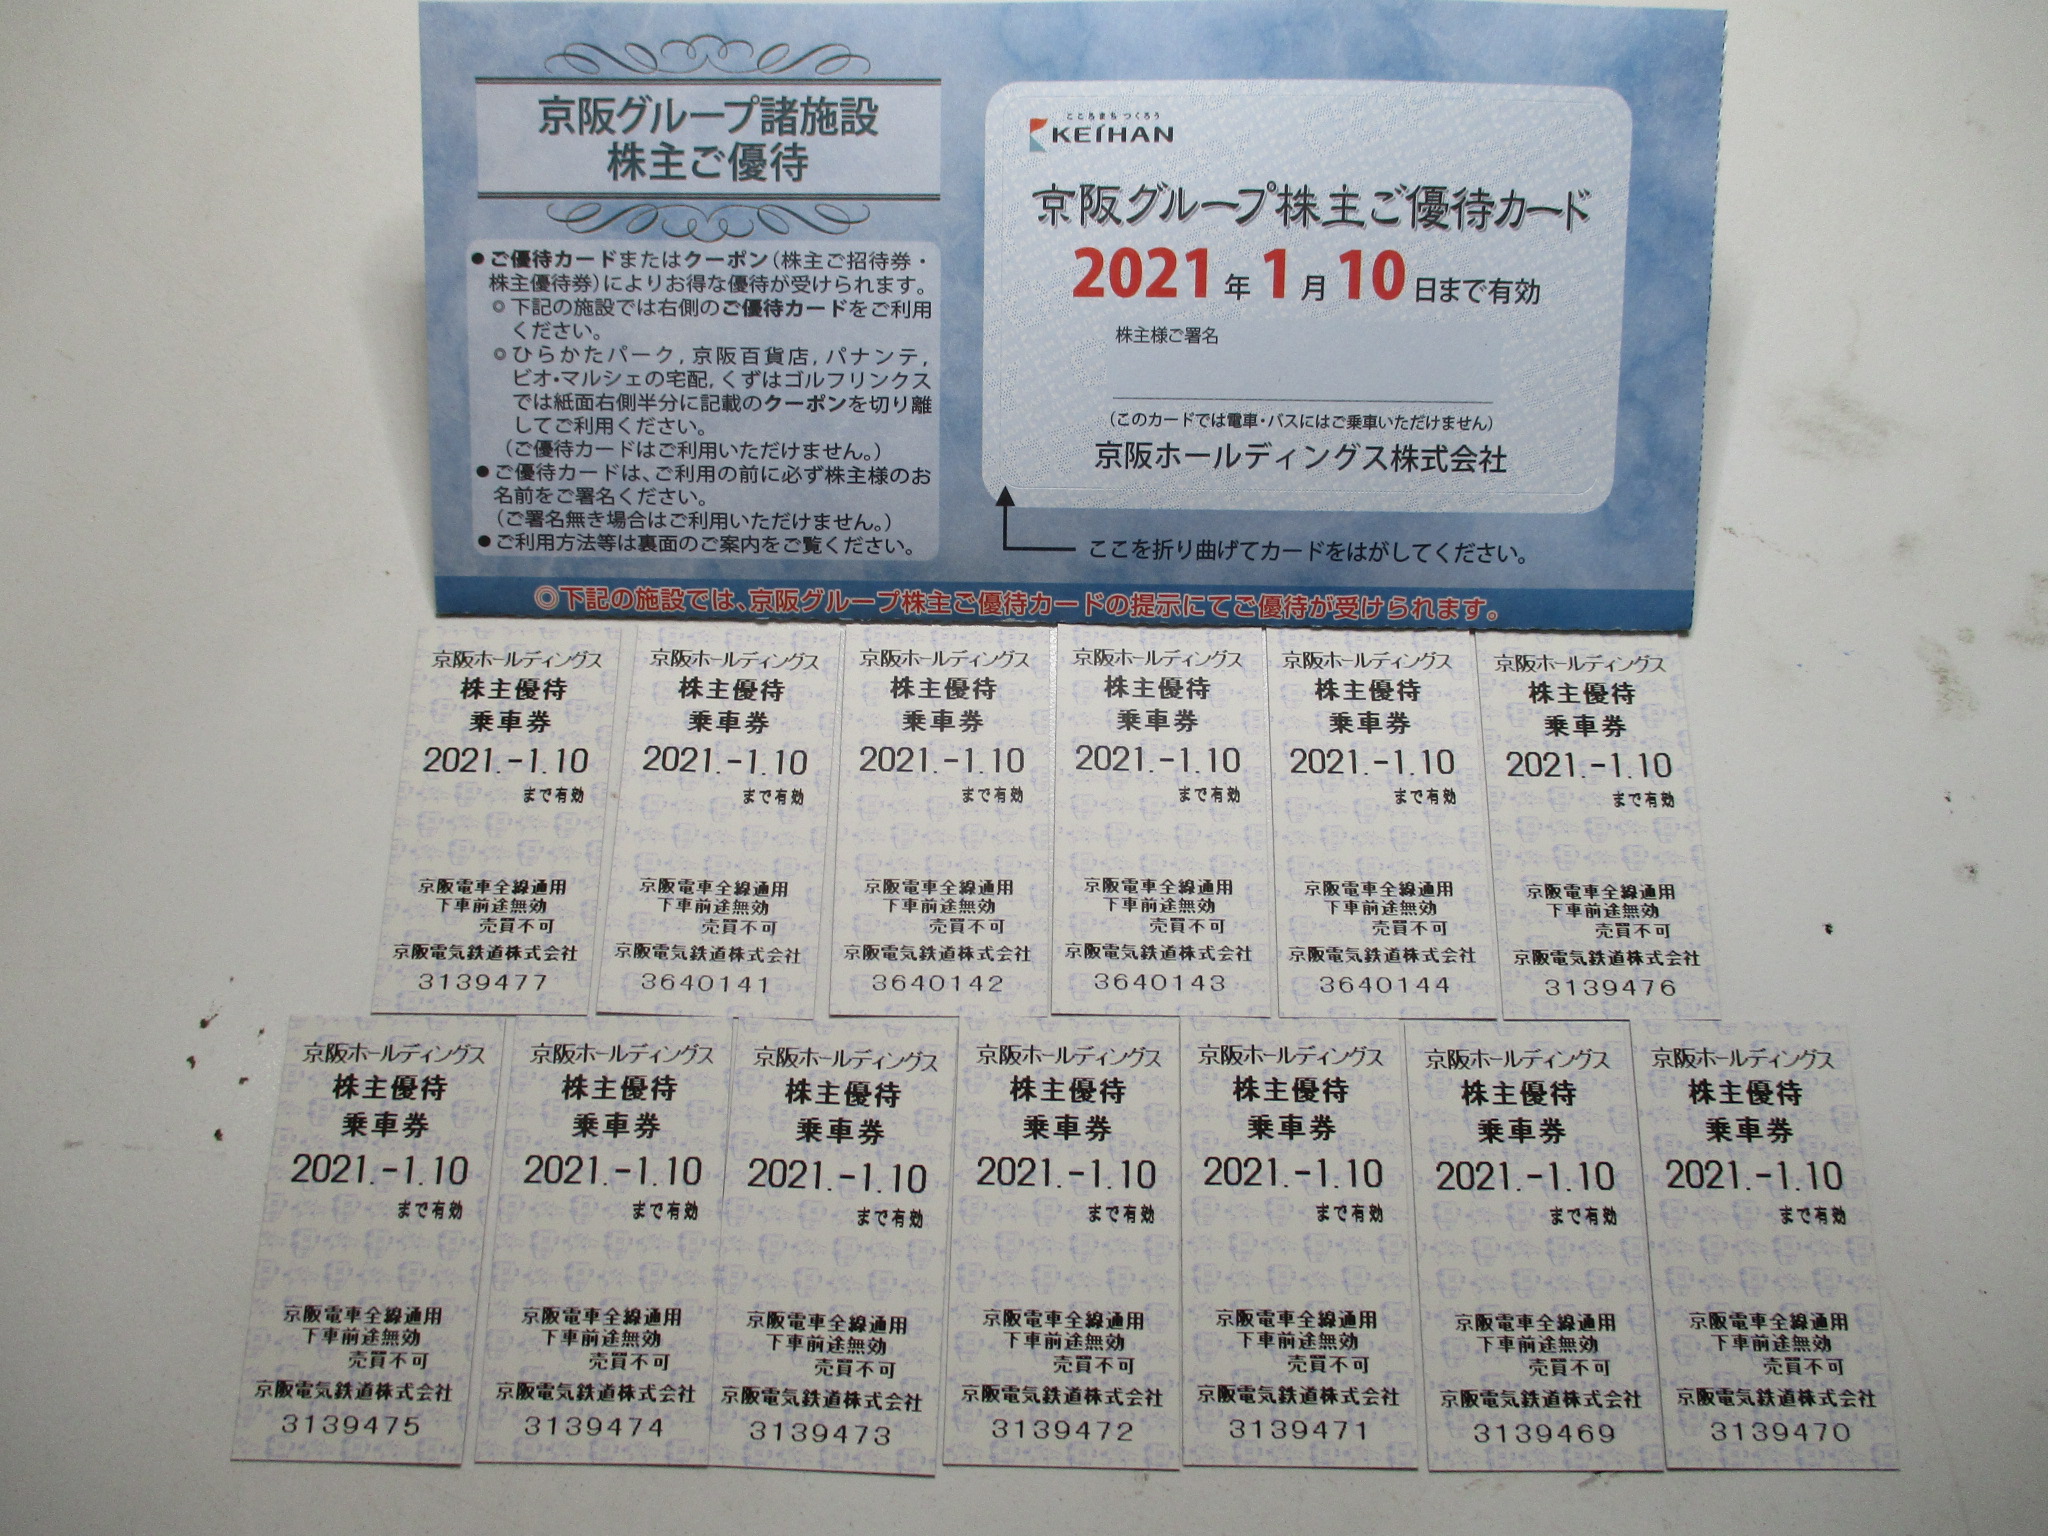 京阪グループ諸施設
株主ご優待
●ご優待カードまたはクーポン(株主ご招待券・
株主優待券)によりお得な優待が受けられます。
◎下記の施設では右側のご優待カードをご利用
ください。
◎ひらかたパーク,京阪百貨店,パナンテ,
ビオ・マルシェの宅配,くずはゴルフリンクス
では紙面右側半分に記載のクーポンを切り離
してご利用ください。
(ご優待カードはご利用いただけません。)
●ご優待カードは、ご利用の前に必ず株主様のお
名前をご署名ください。
(ご署名無き場合はご利用いただけません。)
●ご利用方法等は裏面のご案内をご覧ください。
こころまち つくろう
KEIHAN
京阪グループ株主ご優待カード
2021年1月10日まで有効
株主様ご署名
(このカードでは電車・バスにはご乗車いただけません)
京阪ホールディングス株式会社
ここを折り曲げてカードをはがしてください。
◎下記の施設では、京阪グループ株主ご優待カードの提示にてご優待が受けられます。
京阪ホールディングス
株主優待
乗車券
2021.-1.10
まで有効
京阪電車全線通用
下車前途無効
売買不可
京阪電気鉄道株式会社
3139477
京阪ホールディングス
株主優待
乗車券
2021.-1.10
まで有効
京阪電車全線通用
下車前途無効
売買不可
京阪電気鉄道株式会社
3640141
京阪ホールディングス
株主優待
乗車券
2021.-1.10
まで有効
京阪電車全線通用
下車前途無効
売買不可
京阪電気鉄道株式会社
3640142
京阪ホールディングス
株主優待
乗車券
2021.-1.10
まで有効
京阪電車全線通用
下車前途無効
売買不可
京阪電気鉄道株式会社
3640143
京阪ホールディングス
株主優待
乗車券
2021.-1.10
まで有効
京阪電車全線通用
下車前途無効
売買不可
京阪電気鉄道株式会社
3640144
京阪ホールディングス
株主優待
乗車券
2021.-1.10
まで有効
京阪電車全線通用
下車前途無効
売買不可
京阪電気鉄道株式会社
3139476
京阪ホールディングス
株主優待
乗車券
2021.-1.10
まで有効
京阪電車全線通用
下車前途無効
売買不可
京阪電気鉄道株式会社
3139475
京阪ホールディングス
株主優待
乗車券
2021.-1.10
まで有効
京阪電車全線通用
下車前途無効
売買不可
京阪電気鉄道株式会社
3139474
京阪ホールディングス
株主優待
乗車券
2021.-1.10
まで有効
京阪電車全線通用
下車前途無効
売買不可
京阪電気鉄道株式会社
3139473
京阪ホールディングス
株主優待
乗車券
2021.-1.10
まで有効
京阪電車全線通用
下車前途無効
売買不可
京阪電気鉄道株式会社
3139472
京阪ホールディングス
株主優待
乗車券
2021.-1.10
まで有効
京阪電車全線通用
下車前途無効
売買不可
京阪電気鉄道株式会社
3139471
京阪ホールディングス
株主優待
乗車券
2021.-1.10
まで有効
京阪電車全線通用
下車前途無効
売買不可
京阪電気鉄道株式会社
3139469
京阪ホールディングス
株主優待
乗車券
2021.-1.10
まで有効
京阪電車全線通用
下車前途無効
売買不可
京阪電気鉄道株式会社
3139470